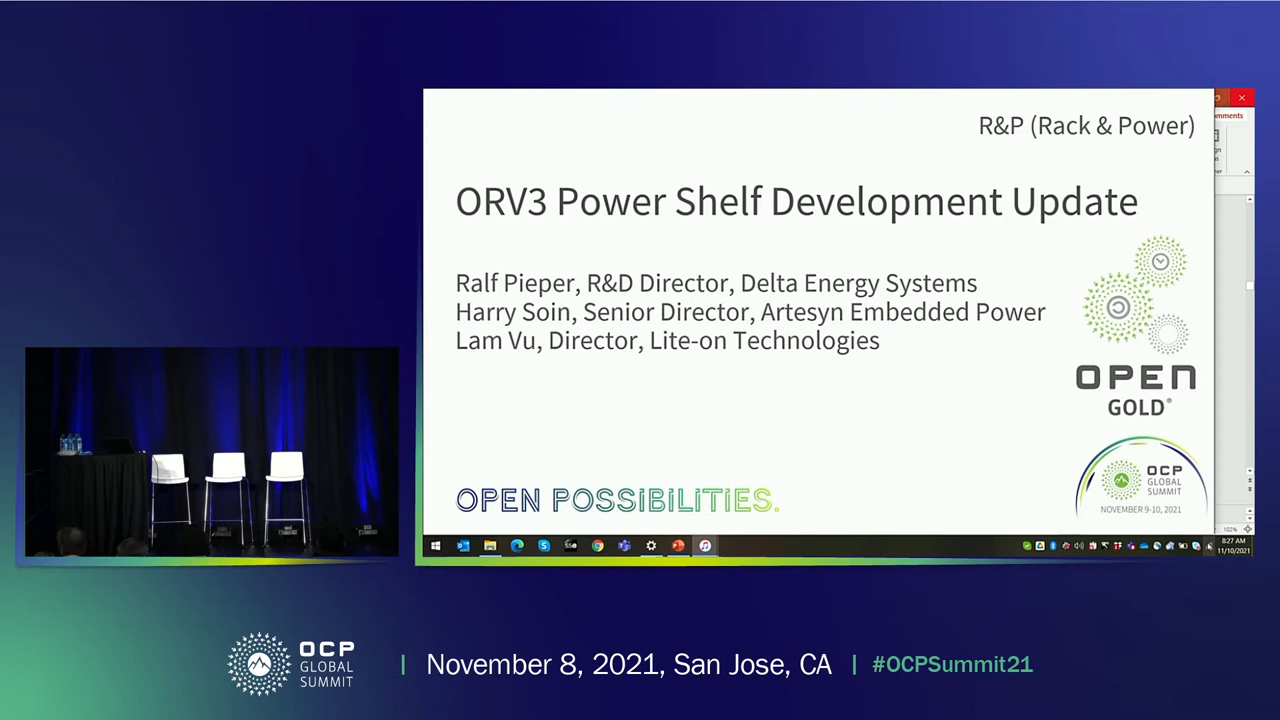 R&P (Rack & Power)
ORV3 Power Shelf Development Update
Ralf Pieper, R&D Director, Delta Energy Systems
Harry Soin, Senior Director, Artesyn Embedded Power
Lam Vu, Director, Lite-on Technologies
OPEN
GOLD®
OPEN POSSIBILITIES.
OCP
GLOBAL
SUMMIT
NOVEMBER 9-10, 2021
mments
102%
8:27 AM
11/10/2021
OCP
GLOBAL
SUMMIT
| November 8, 2021, San Jose, CA | #OCPSummit21